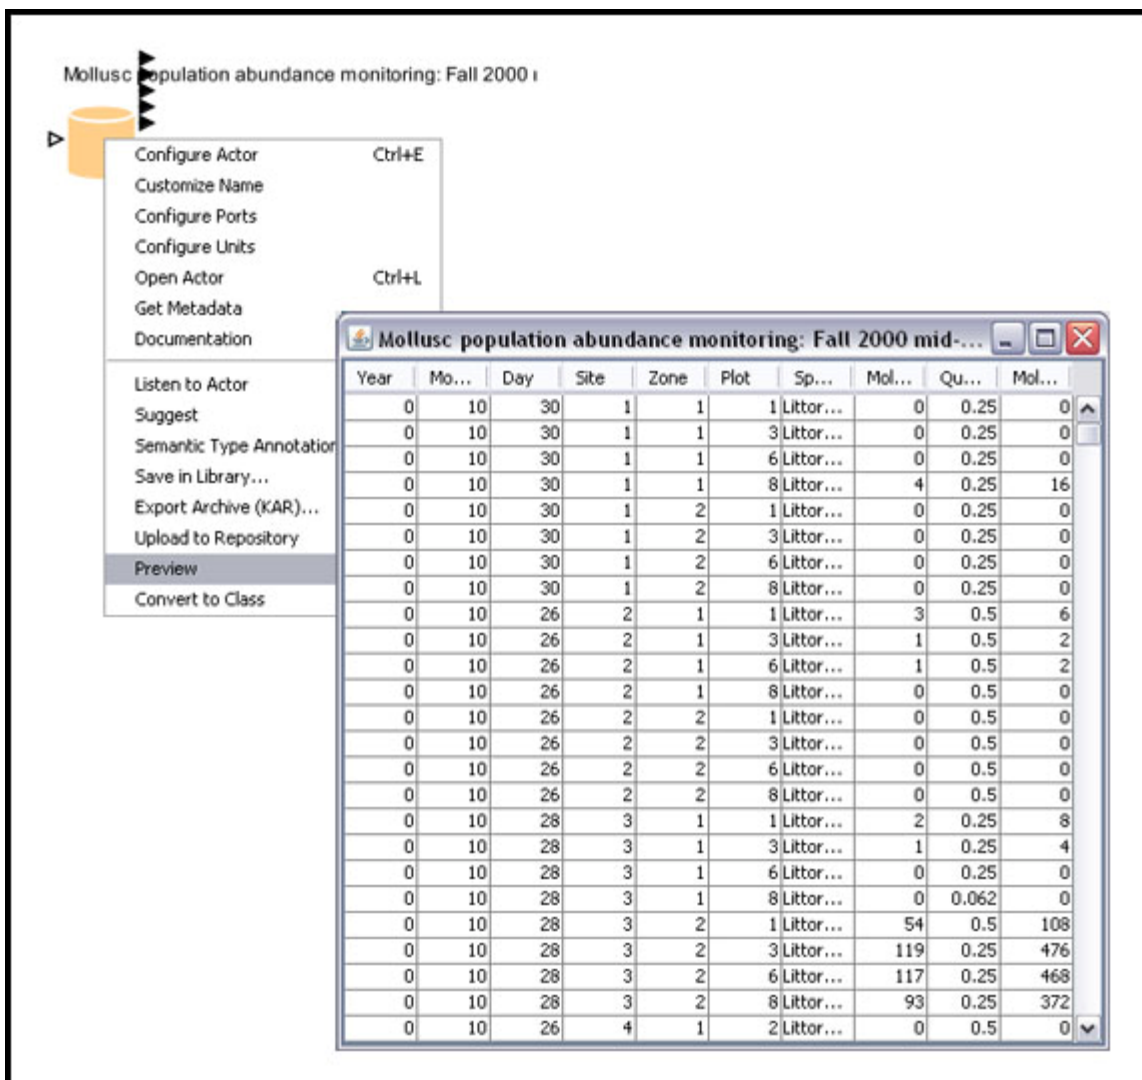 Mollusc population abundance monitoring: Fall 2000
Configure Actor Ctrl+E
Customize Name
Configure Ports
Configure Units
Open Actor Ctrl+L
Get Metadata
Documentation
Listen to Actor
Suggest
Semantic Type Annotation
Save in Library...
Export Archive (KAR)...
Upload to Repository
Preview
Convert to Class
Mollusc population abundance monitoring: Fall 2000 mid-...
Year Mo... Day Site Zone Plot Sp... Mol... Qu... Mol...
0 10 30 1 1 1 Littor... 0 0.25 0
0 10 30 1 1 3 Littor... 0 0.25 0
0 10 30 1 1 6 Littor... 0 0.25 0
0 10 30 1 1 8 Littor... 4 0.25 16
0 10 30 1 2 1 Littor... 0 0.25 0
0 10 30 1 2 3 Littor... 0 0.25 0
0 10 30 1 2 6 Littor... 0 0.25 0
0 10 30 1 2 8 Littor... 0 0.25 0
0 10 26 2 1 1 Littor... 3 0.5 6
0 10 26 2 1 3 Littor... 1 0.5 2
0 10 26 2 1 6 Littor... 1 0.5 2
0 10 26 2 1 8 Littor... 0 0.5 0
0 10 26 2 2 1 Littor... 0 0.5 0
0 10 26 2 2 3 Littor... 0 0.5 0
0 10 26 2 2 6 Littor... 0 0.5 0
0 10 26 2 2 8 Littor... 0 0.5 0
0 10 28 3 1 1 Littor... 2 0.25 8
0 10 28 3 1 3 Littor... 1 0.25 4
0 10 28 3 1 6 Littor... 0 0.25 0
0 10 28 3 1 8 Littor... 0 0.062 0
0 10 28 3 2 1 Littor... 54 0.5 108
0 10 28 3 2 3 Littor... 119 0.25 476
0 10 28 3 2 6 Littor... 117 0.25 468
0 10 28 3 2 8 Littor... 93 0.25 372
0 10 26 4 1 2 Littor... 0 0.5 0